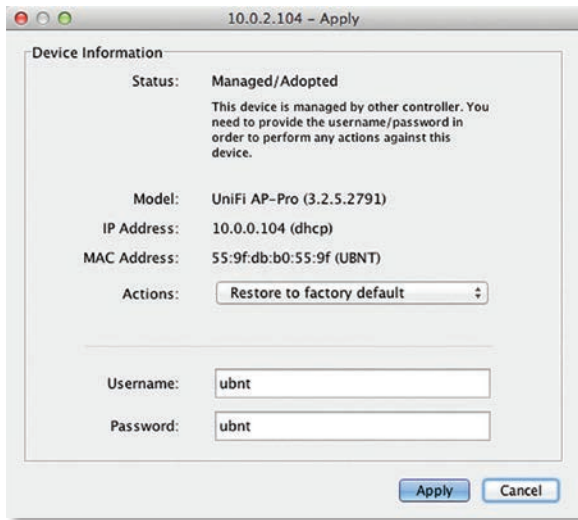 10.0.2.104 – Apply
Device Information
Status: Managed/Adopted
This device is managed by other controller. You
need to provide the username/password in
order to perform any actions against this
device.
Model: UniFi AP-Pro (3.2.5.2791)
IP Address: 10.0.0.104 (dhcp)
MAC Address: 55:9f:db:b0:55:9f (UBNT)
Actions: Restore to factory default
Username: ubnt
Password: ubnt
Apply Cancel